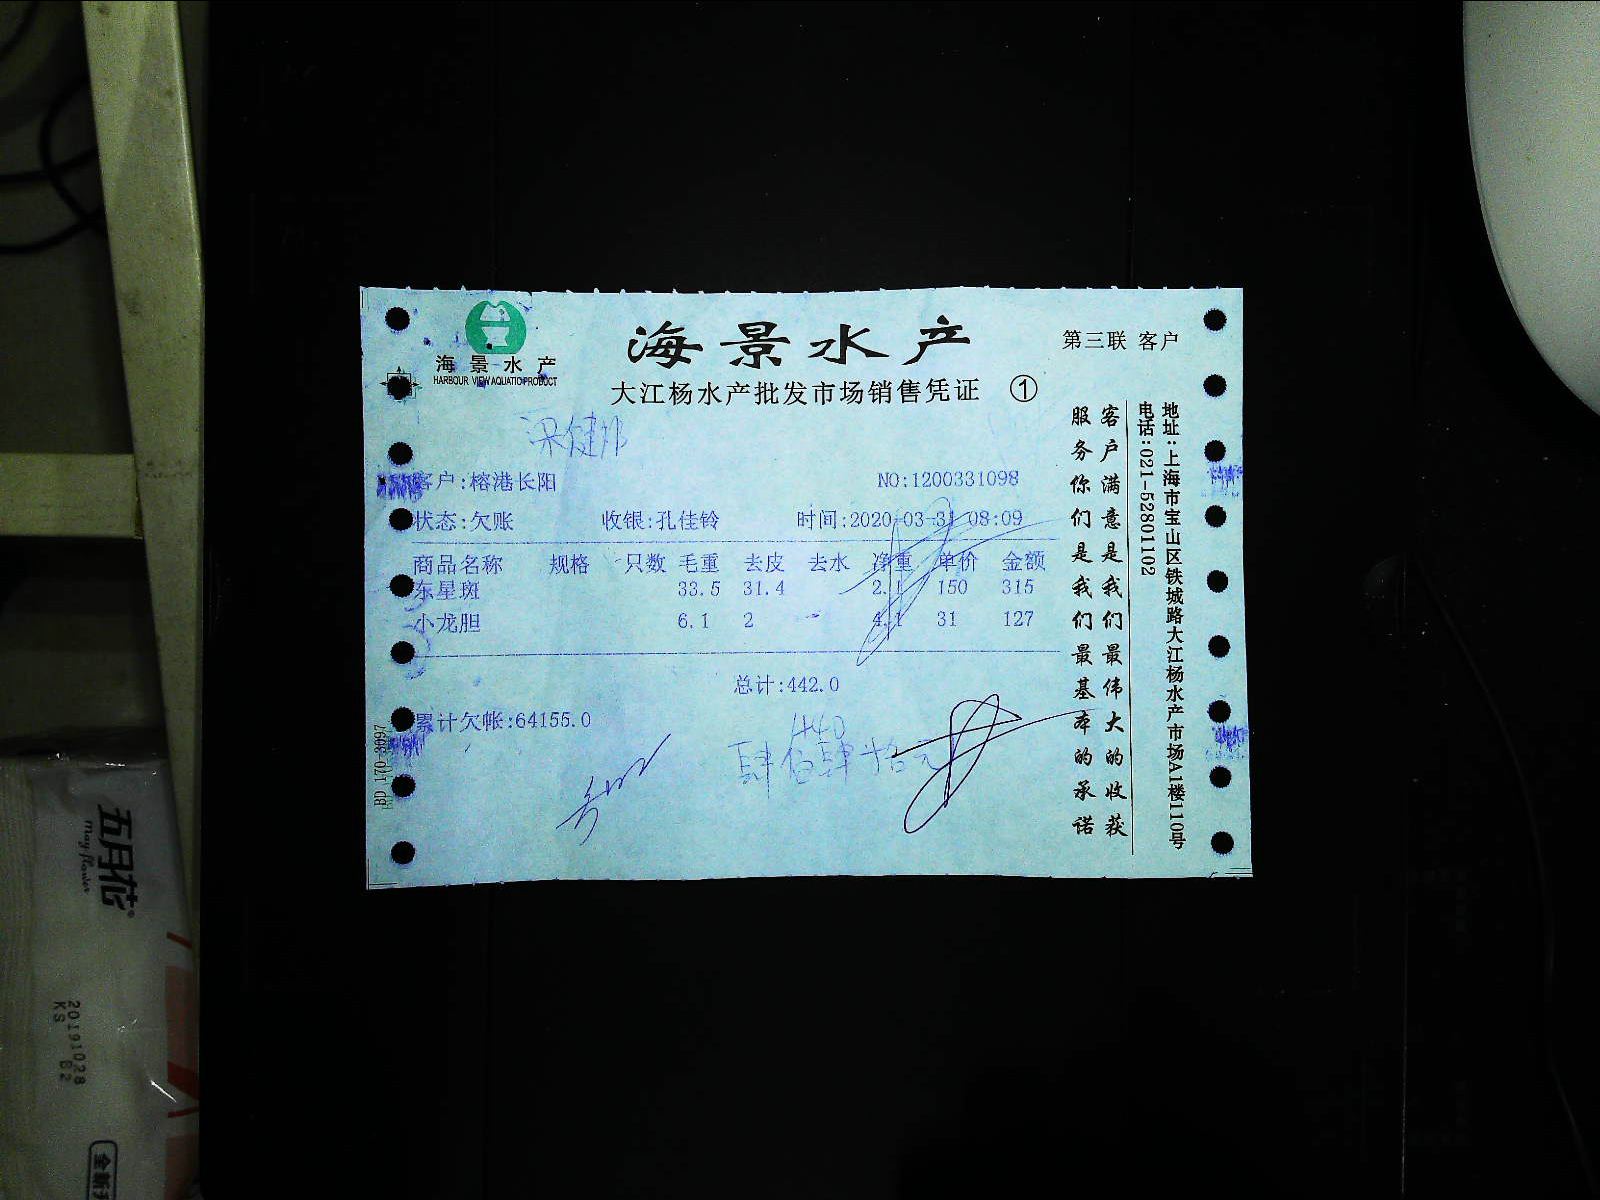 海景水产
HARBOUR VIEW AQUATIC PRODUCT
海景水产
大江杨水产批发市场销售凭证 ①
第三联 客户
客户:榕港长阳 NO:1200331098
状态:欠账 收银:孔佳铃 时间:2020-03-31 08:09
商品名称 规格 只数 毛重 去皮 去水 净重 单价 金额
东星斑 33.5 31.4 2.1 150 315
小龙胆 6.1 2 4.1 31 127
总计:442.0
累计欠帐:64155.0
440
肆佰肆拾元
客户满意是我们最伟大的收获
服务你们是我们最基本的承诺
地址:上海市宝山区铁城路大江杨水产市场A1楼110号
电话:021-52801102
BD 170-3097
五月花
May flower
20191028
KS B2